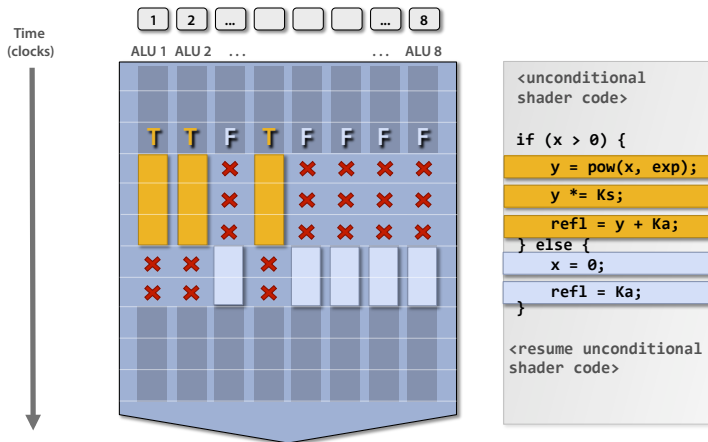 1 2 ... ... 8
Time
(clocks)
ALU 1 ALU 2 ... ... ALU 8
T T F T F F F F
<unconditional
shader code>
if (x > 0) {
y = pow(x, exp);
y *= Ks;
refl = y + Ka;
} else {
x = 0;
refl = Ka;
}
<resume unconditional
shader code>